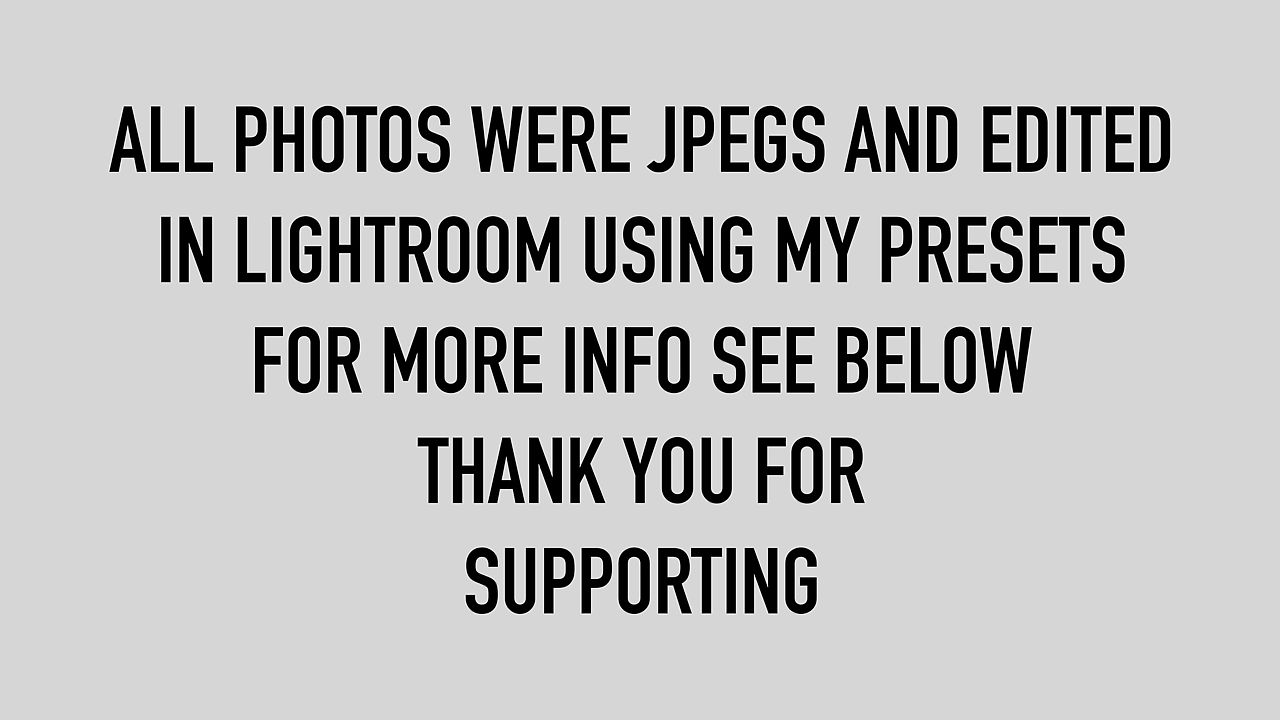 ALL PHOTOS WERE JPEGS AND EDITED
IN LIGHTROOM USING MY PRESETS
FOR MORE INFO SEE BELOW
THANK YOU FOR
SUPPORTING